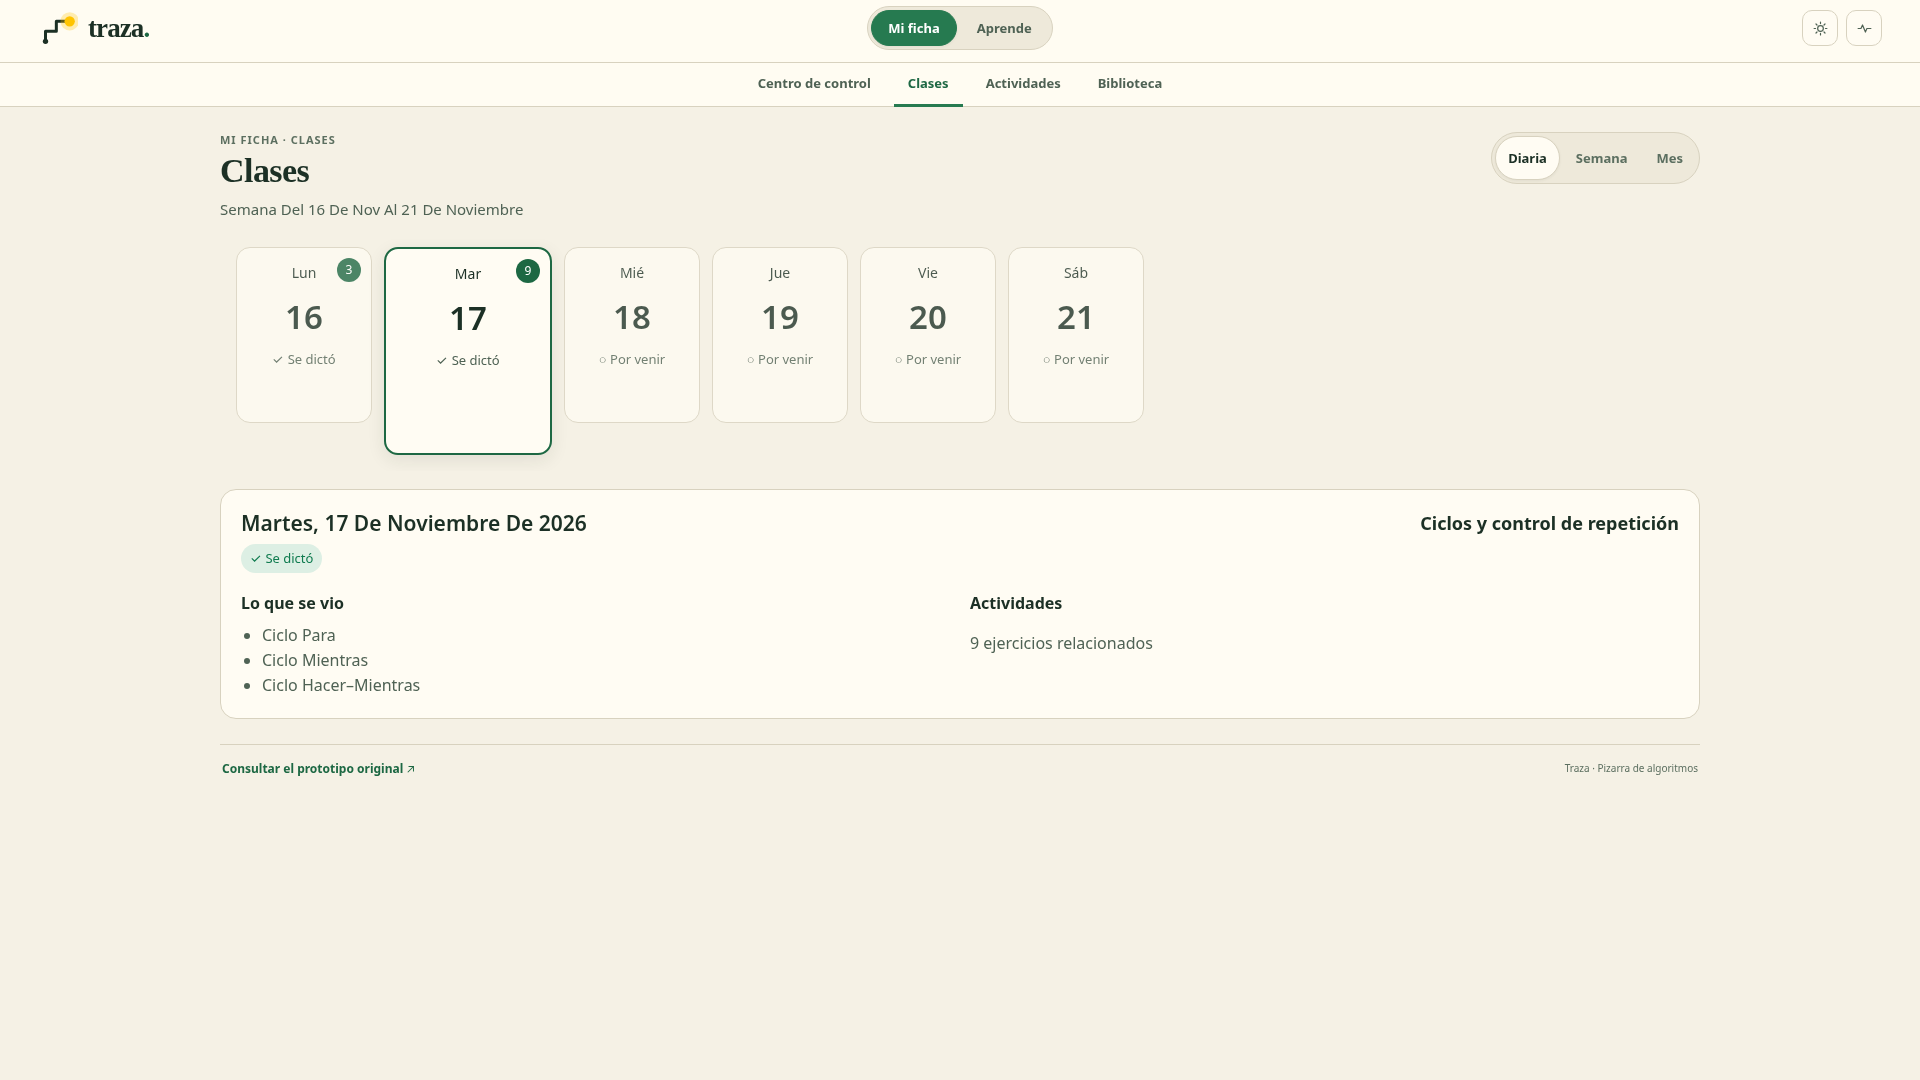 traza.
Mi ficha
Aprende
Centro de control
Clases
Actividades
Biblioteca
MI FICHA · CLASES
Clases
Semana Del 16 De Nov Al 21 De Noviembre
Diaria
Semana
Mes
Lun
3
16
✓ Se dictó
Mar
9
17
✓ Se dictó
Mié
18
○ Por venir
Jue
19
○ Por venir
Vie
20
○ Por venir
Sáb
21
○ Por venir
Martes, 17 De Noviembre De 2026
Ciclos y control de repetición
✓ Se dictó
Lo que se vio
• Ciclo Para
• Ciclo Mientras
• Ciclo Hacer–Mientras
Actividades
9 ejercicios relacionados
Consultar el prototipo original ↗
Traza · Pizarra de algoritmos